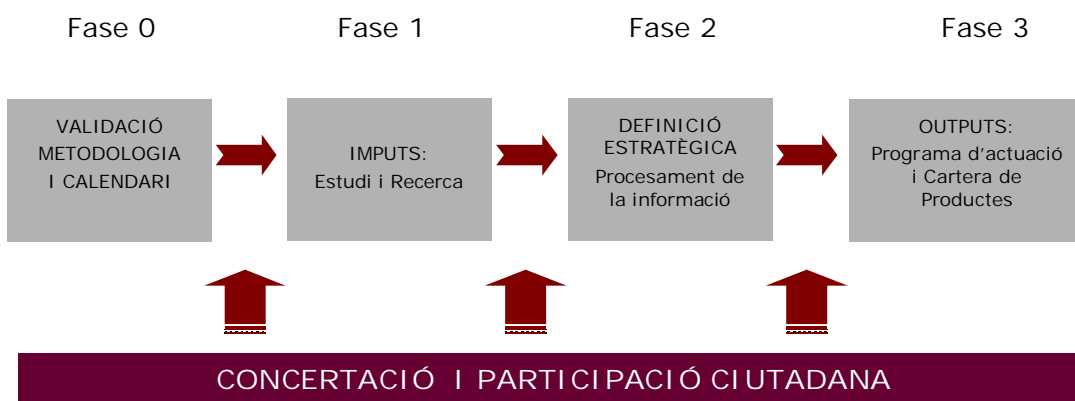 Fase 0
Fase 1
Fase 2
Fase 3
VALIDACIÓ
METODOLOGIA
I CALENDARI
IMPUTS:
Estudi i Recerca
DEFINICIÓ
ESTRATÈGICA
Procesament de
la informació
OUTPUTS:
Programa d'actuació
i Cartera de
Productes
CONCERTACIÓ I PARTICIPACIÓ CIUTADANA